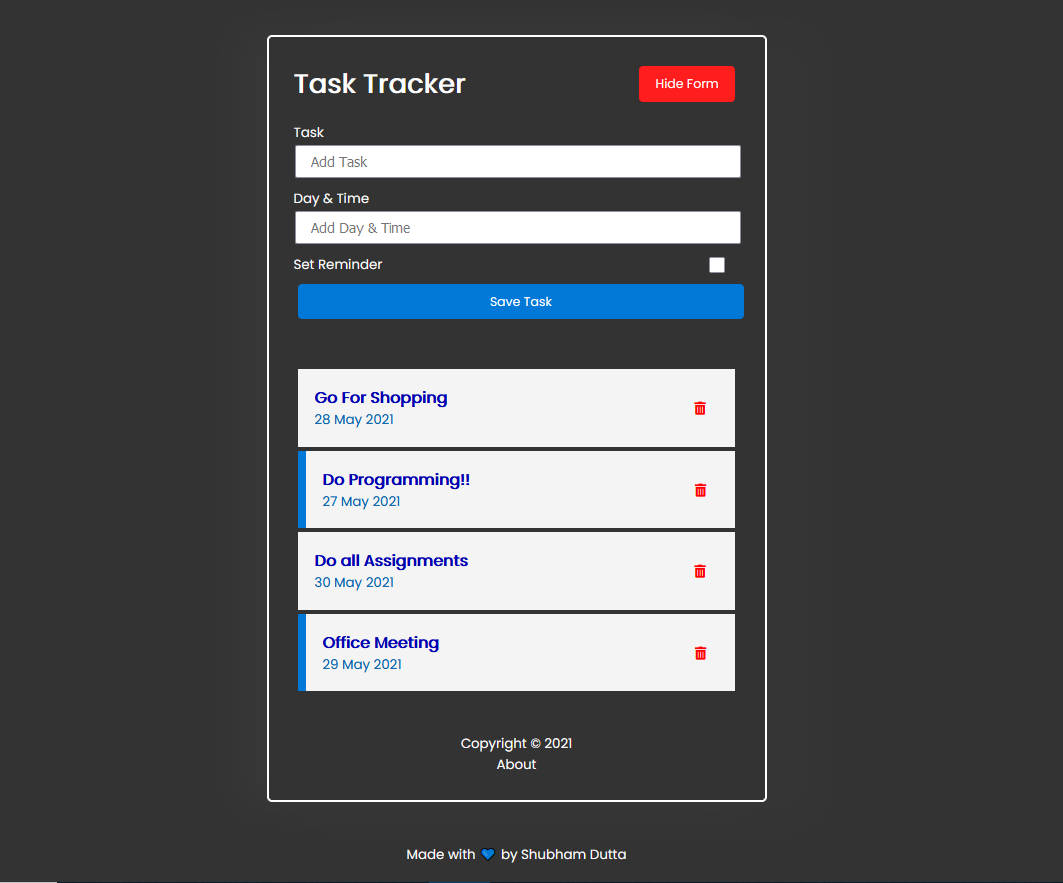 Task Tracker
Hide Form
Task
Add Task
Day & Time
Add Day & Time
Set Reminder
Save Task
Go For Shopping
28 May 2021
Do Programming!!
27 May 2021
Do all Assignments
30 May 2021
Office Meeting
29 May 2021
Copyright © 2021
About
Made with 💙 by Shubham Dutta